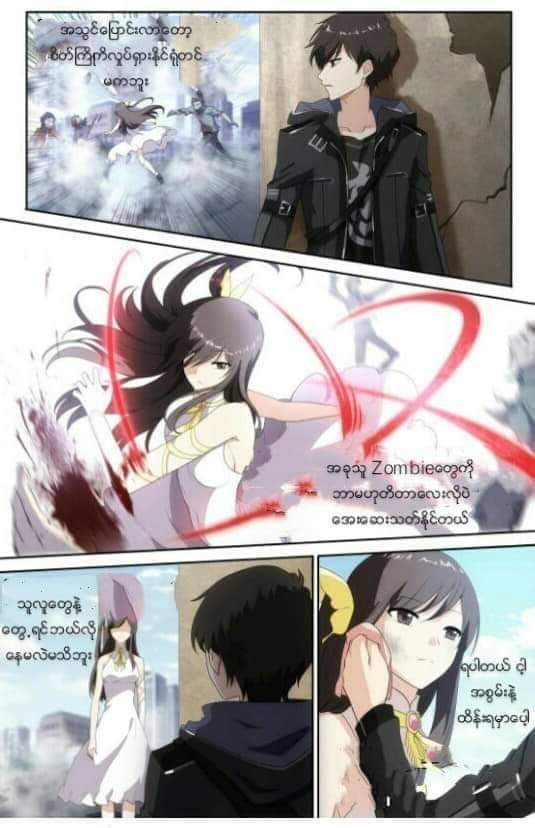 အသွင်ပြောင်းလာတော့
စိတ်ကြိုက်လှုပ်ရှားနိုင်ရုံတင်
မကဘူး
အခုသူ Zombieတွေကို
ဘာမဟုတ်တာလေးလိုပဲ
အေးဆေးသတ်နိုင်တယ်
သူလူတွေနဲ့
တွေ့ရင်ဘယ်လို
နေမလဲမသိဘူး
ရပါတယ် ငါ့
အစွမ်းနဲ့
ထိန်းရမှာပေါ့